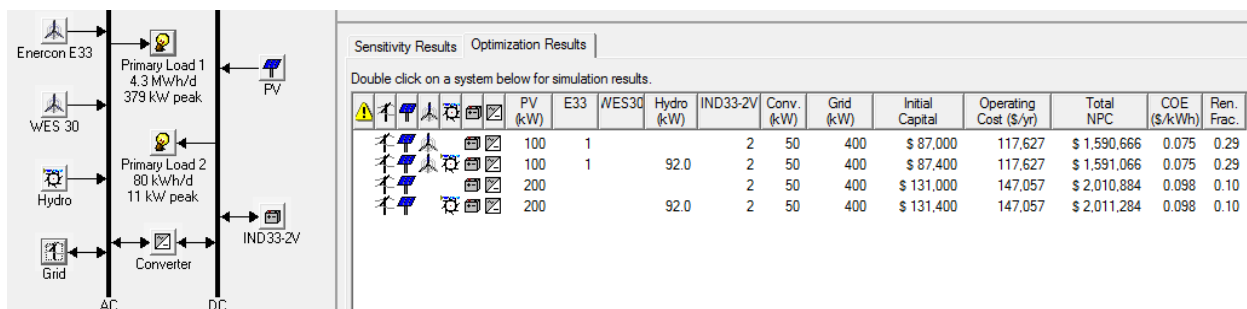 Enercon E33
Primary Load 1
4.3 MWh/d
379 kW peak
PV
WES 30
Primary Load 2
80 kWh/d
11 kW peak
Hydro
IND33-2V
Grid
Converter
AC DC
Sensitivity Results Optimization Results
Double click on a system below for simulation results.
PV (kW) E33 WES30 Hydro (kW) IND33-2V Conv. (kW) Grid (kW) Initial Capital Operating Cost ($/yr) Total NPC COE ($/kWh) Ren. Frac.
100 1 2 50 400 $ 87,000 117,627 $ 1,590,666 0.075 0.29
100 1 92.0 2 50 400 $ 87,400 117,627 $ 1,591,066 0.075 0.29
200 2 50 400 $ 131,000 147,057 $ 2,010,884 0.098 0.10
200 92.0 2 50 400 $ 131,400 147,057 $ 2,011,284 0.098 0.10